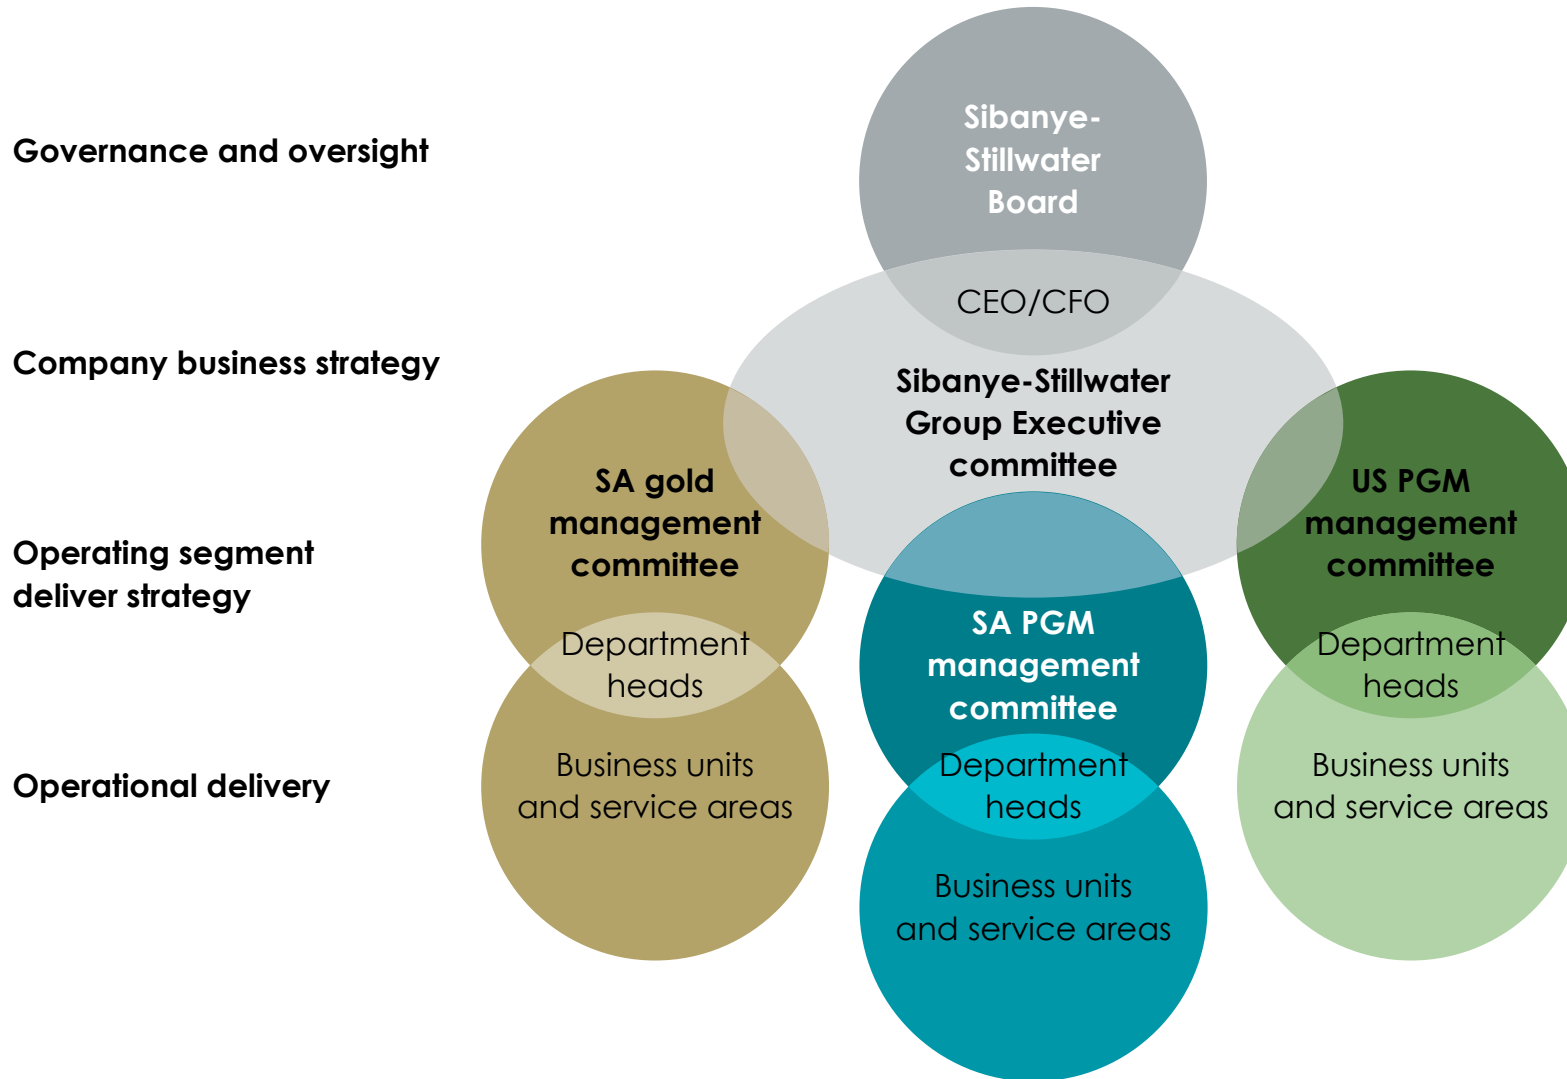 Governance and oversight
Sibanye-
Stillwater
Board
CEO/CFO
Company business strategy
Sibanye-Stillwater
Group Executive
committee
SA gold
management
committee
US PGM
management
committee
Operating segment
deliver strategy
SA PGM
management
committee
Department
heads
Department
heads
Operational delivery
Business units
and service areas
Department
heads
Business units
and service areas
Business units
and service areas